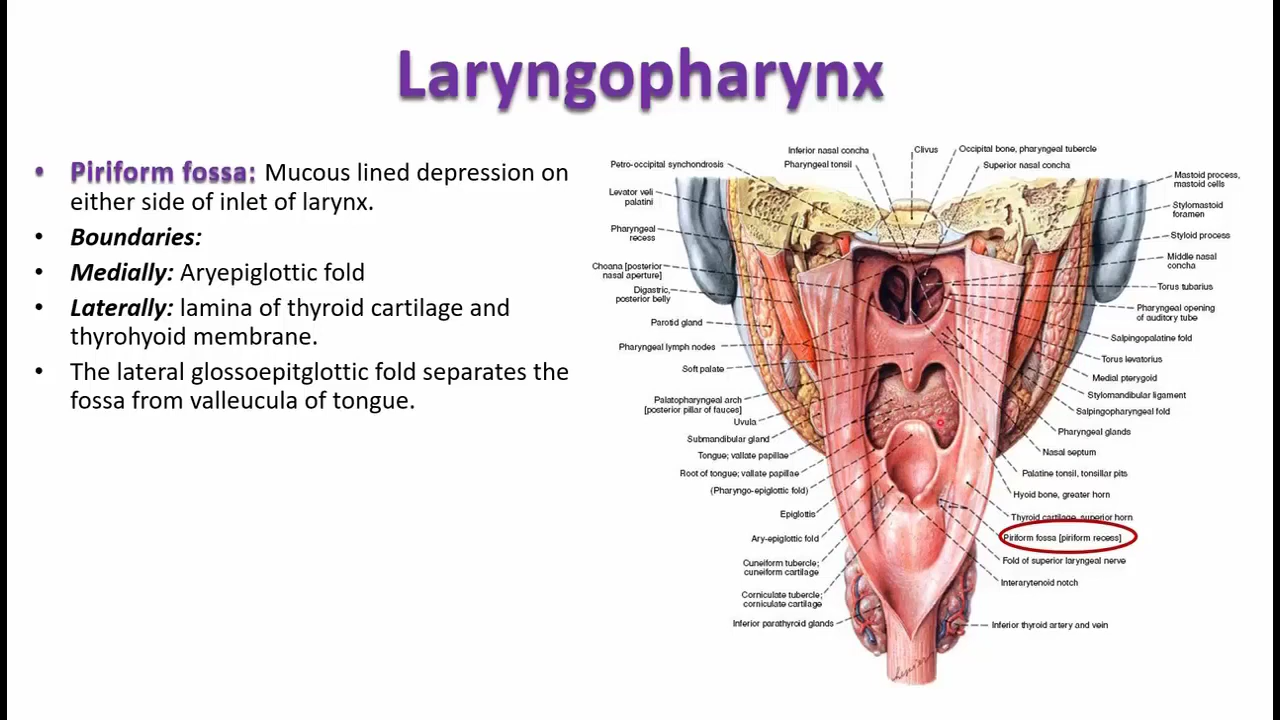 Laryngopharynx
• Piriform fossa: Mucous lined depression on
either side of inlet of larynx.
• Boundaries:
• Medially: Aryepiglottic fold
• Laterally: lamina of thyroid cartilage and
thyrohyoid membrane.
• The lateral glossoepitglottic fold separates the
fossa from valleucula of tongue.
Inferior nasal concha
Pharyngeal tonsil
Petro-occipital synchondrosis
Levator veli
palatini
Pharyngeal
recess
Choana [posterior
nasal aperture]
Digastric,
posterior belly
Parotid gland
Pharyngeal lymph nodes
Soft palate
Palatopharyngeal arch
[posterior pillar of fauces]
Uvula
Submandibular gland
Tongue; vallate papillae
Root of tongue; vallate papillae
(Pharyngo-epiglottic fold)
Epiglottis
Ary-epiglottic fold
Cuneiform tubercle;
cuneiform cartilage
Corniculate tubercle;
corniculate cartilage
Inferior parathyroid glands
Clivus
Occipital bone, pharyngeal tubercle
Superior nasal concha
Mastoid process,
mastoid cells
Stylomastoid
foramen
Styloid process
Middle nasal
concha
Torus tubarius
Pharyngeal opening
of auditory tube
Salpingopalatine fold
Torus levatorius
Medial pterygoid
Stylomandibular ligament
Salpingopharyngeal fold
Pharyngeal glands
Nasal septum
Palatine tonsil, tonsillar pits
Hyoid bone, greater horn
Thyroid cartilage, superior horn
Piriform fossa [piriform recess]
Fold of superior laryngeal nerve
Interarytenoid notch
Inferior thyroid artery and vein